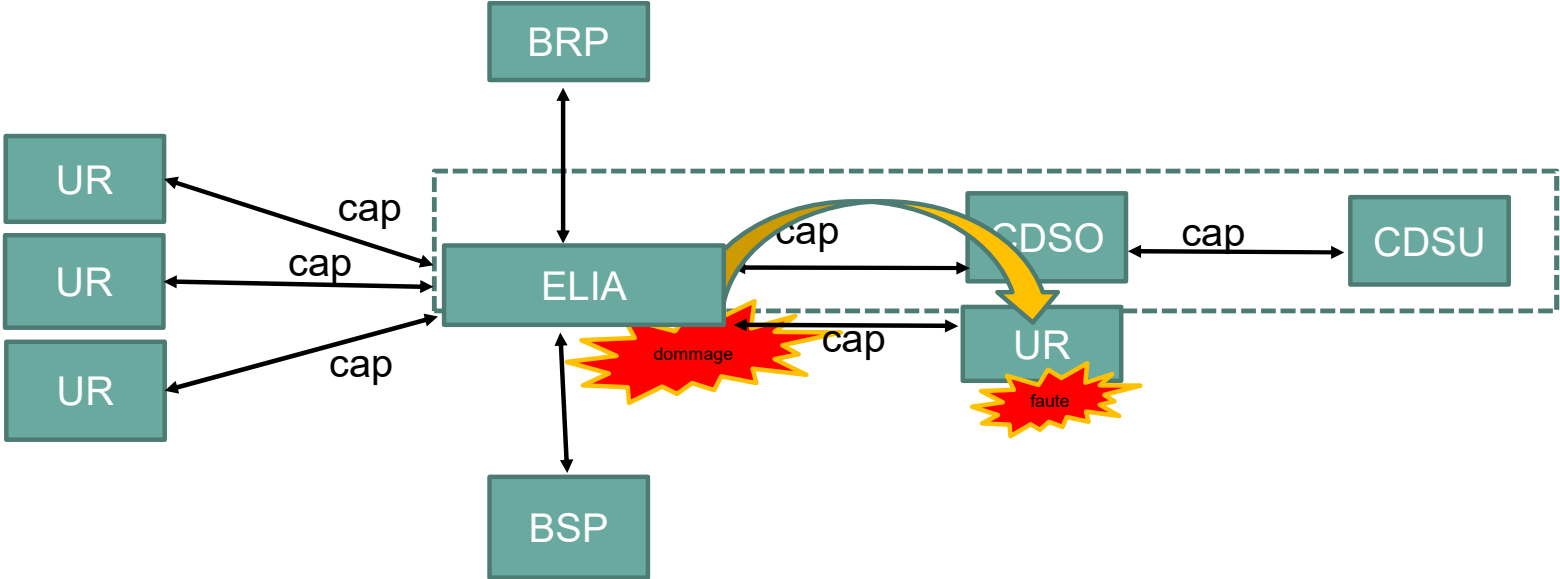 BRP
UR
cap
cap
CDSO
cap
CDSU
UR
cap
ELIA
UR
cap
dommage
cap
UR
faute
BSP